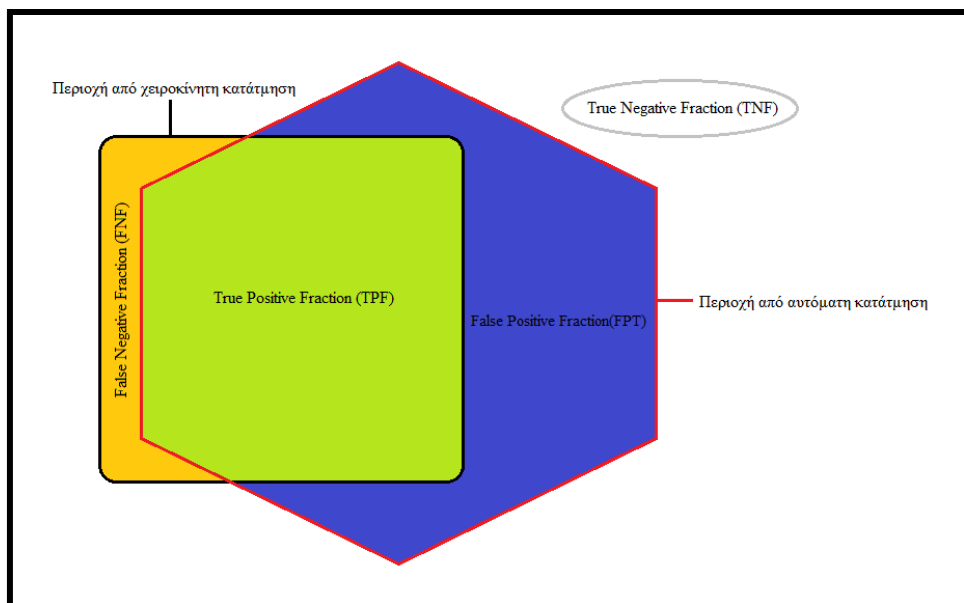 Περιοχή από χειροκίνητη κατάτμηση
True Negative Fraction (TNF)
False Negative Fraction (FNF)
True Positive Fraction (TPF)
False Positive Fraction(FPT)
Περιοχή από αυτόματη κατάτμηση